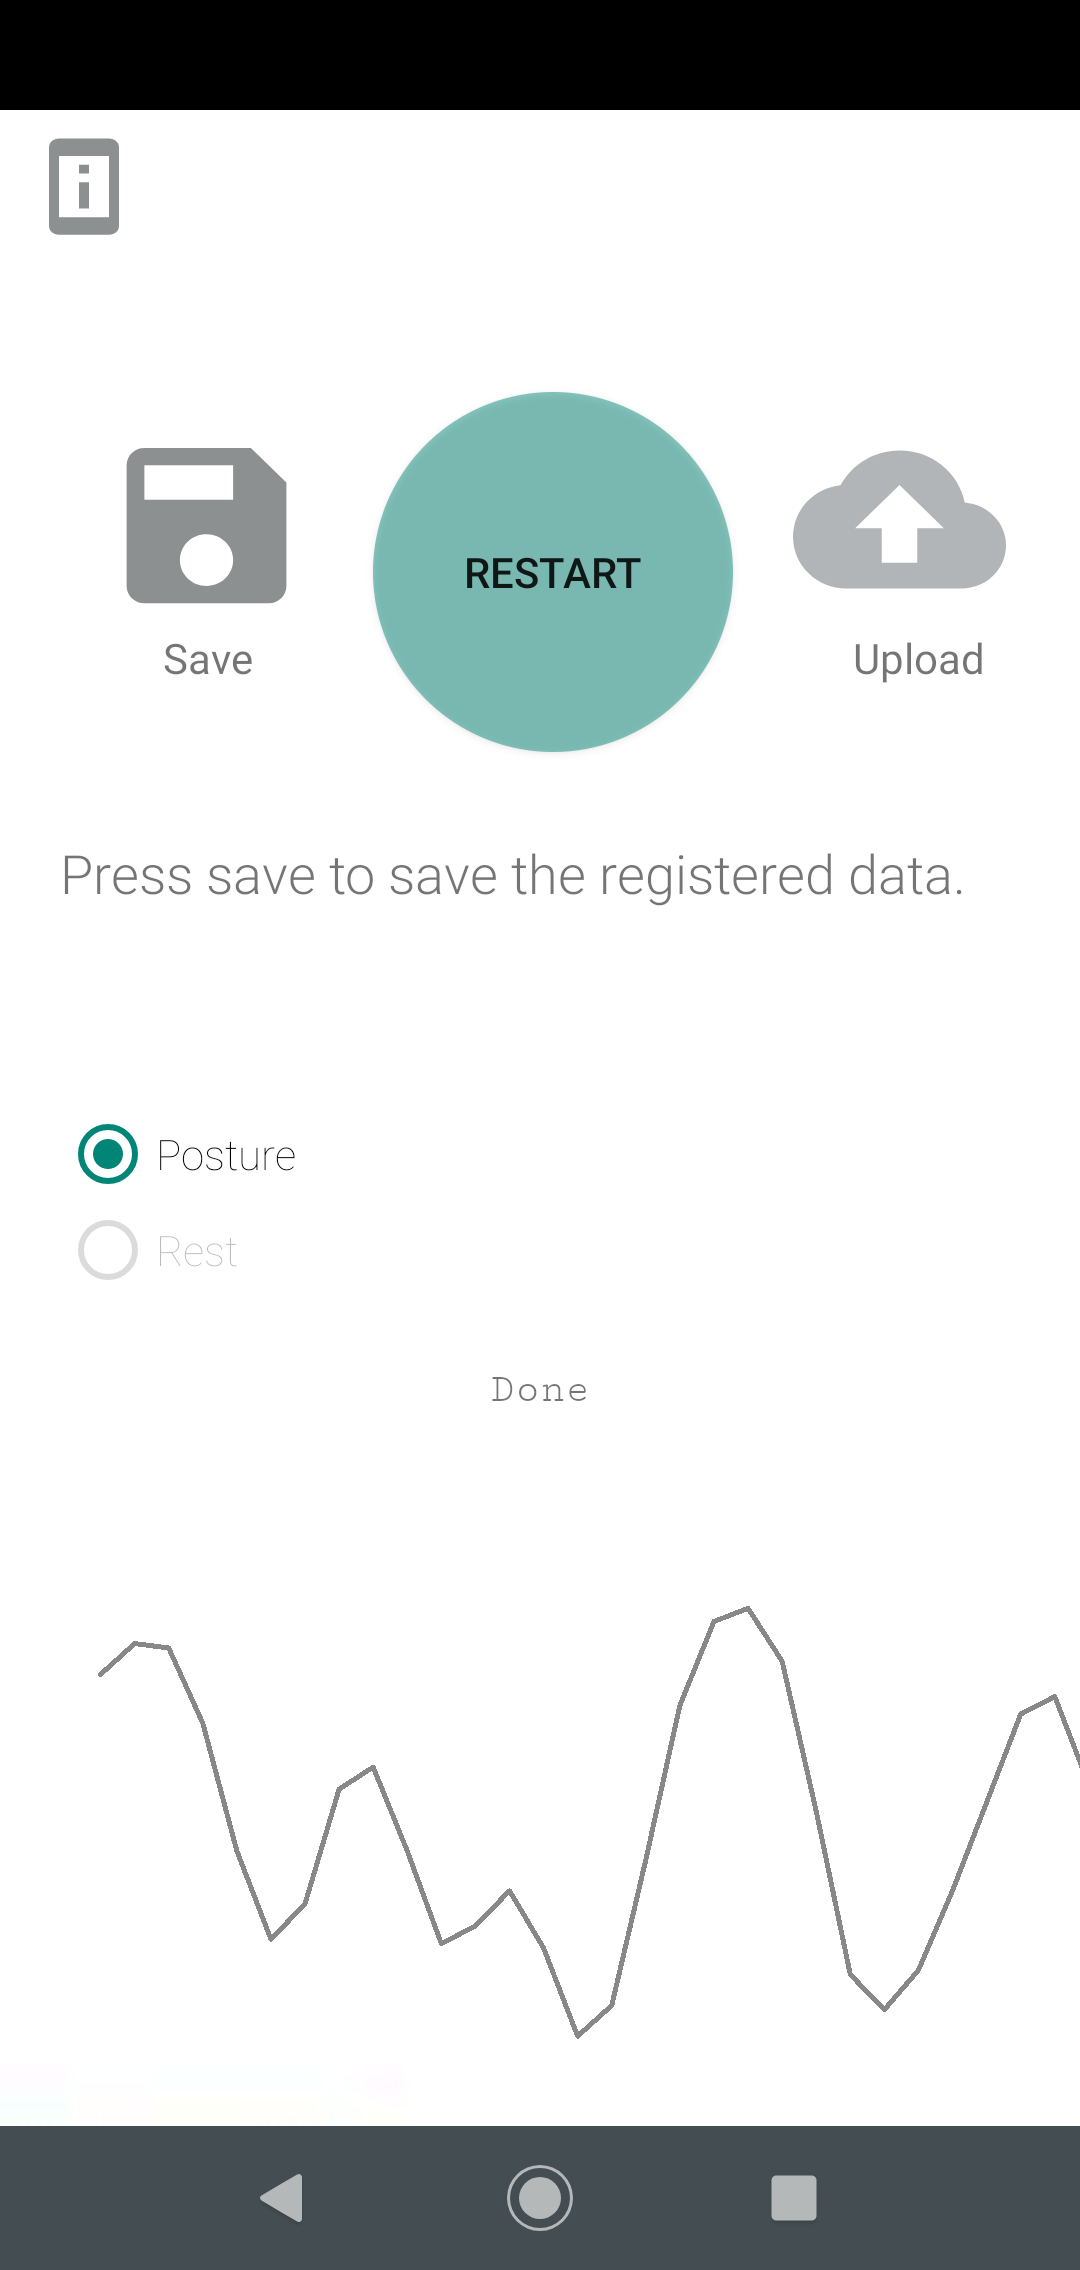 RESTART
Save
Upload
Press save to save the registered data.
Posture
Rest
Done